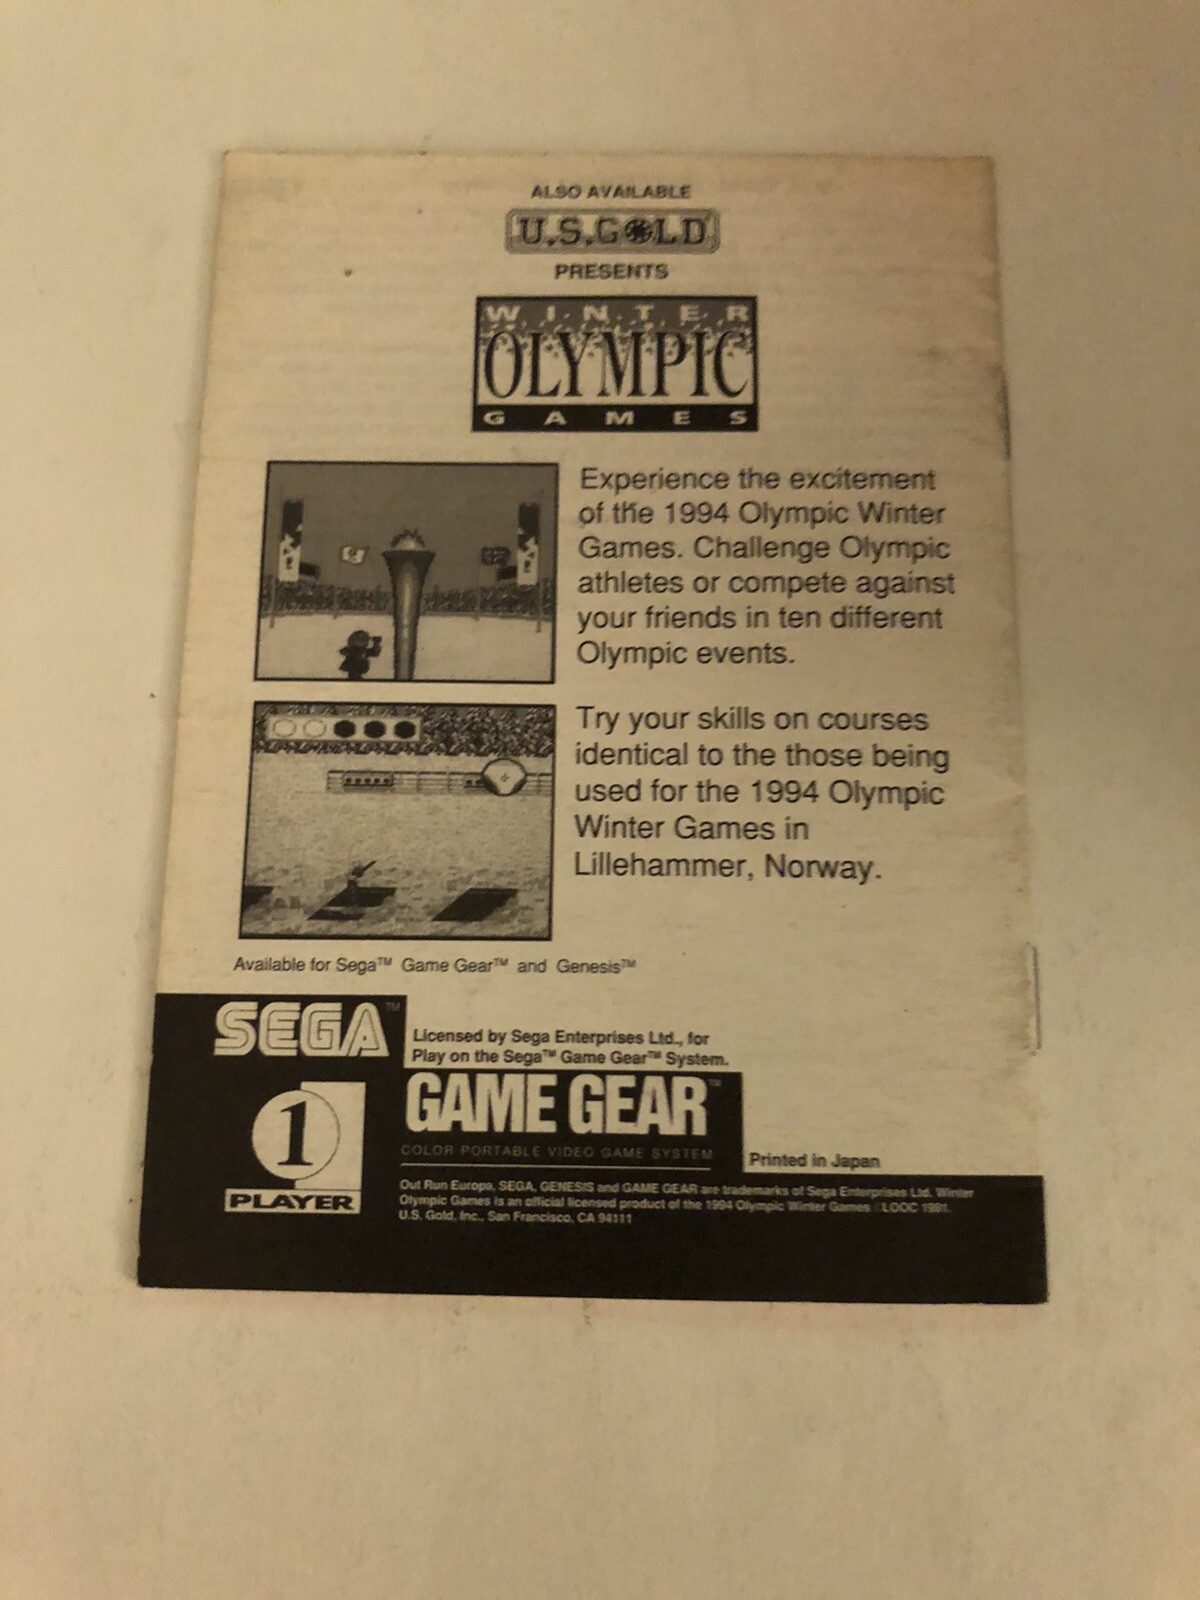 ALSO AVAILABLE
U.S.GOLD
PRESENTS
WINTER
OLYMPIC
GAMES
Experience the excitement
of the 1994 Olympic Winter
Games. Challenge Olympic
athletes or compete against
your friends in ten different
Olympic events.
Try your skills on courses
identical to the those being
used for the 1994 Olympic
Winter Games in
Lillehammer, Norway.
Available for Sega™ Game Gear™ and Genesis™
SEGA™
Licensed by Sega Enterprises Ltd., for
Play on the Sega™ Game Gear™ System.
GAME GEAR™
COLOR PORTABLE VIDEO GAME SYSTEM
1
PLAYER
Printed in Japan
Out Run Europa, SEGA, GENESIS and GAME GEAR are trademarks of Sega Enterprises Ltd. Winter
Olympic Games is an official licensed product of the 1994 Olympic Winter Games ©LOOC 1991.
U.S. Gold, Inc., San Francisco, CA 94111